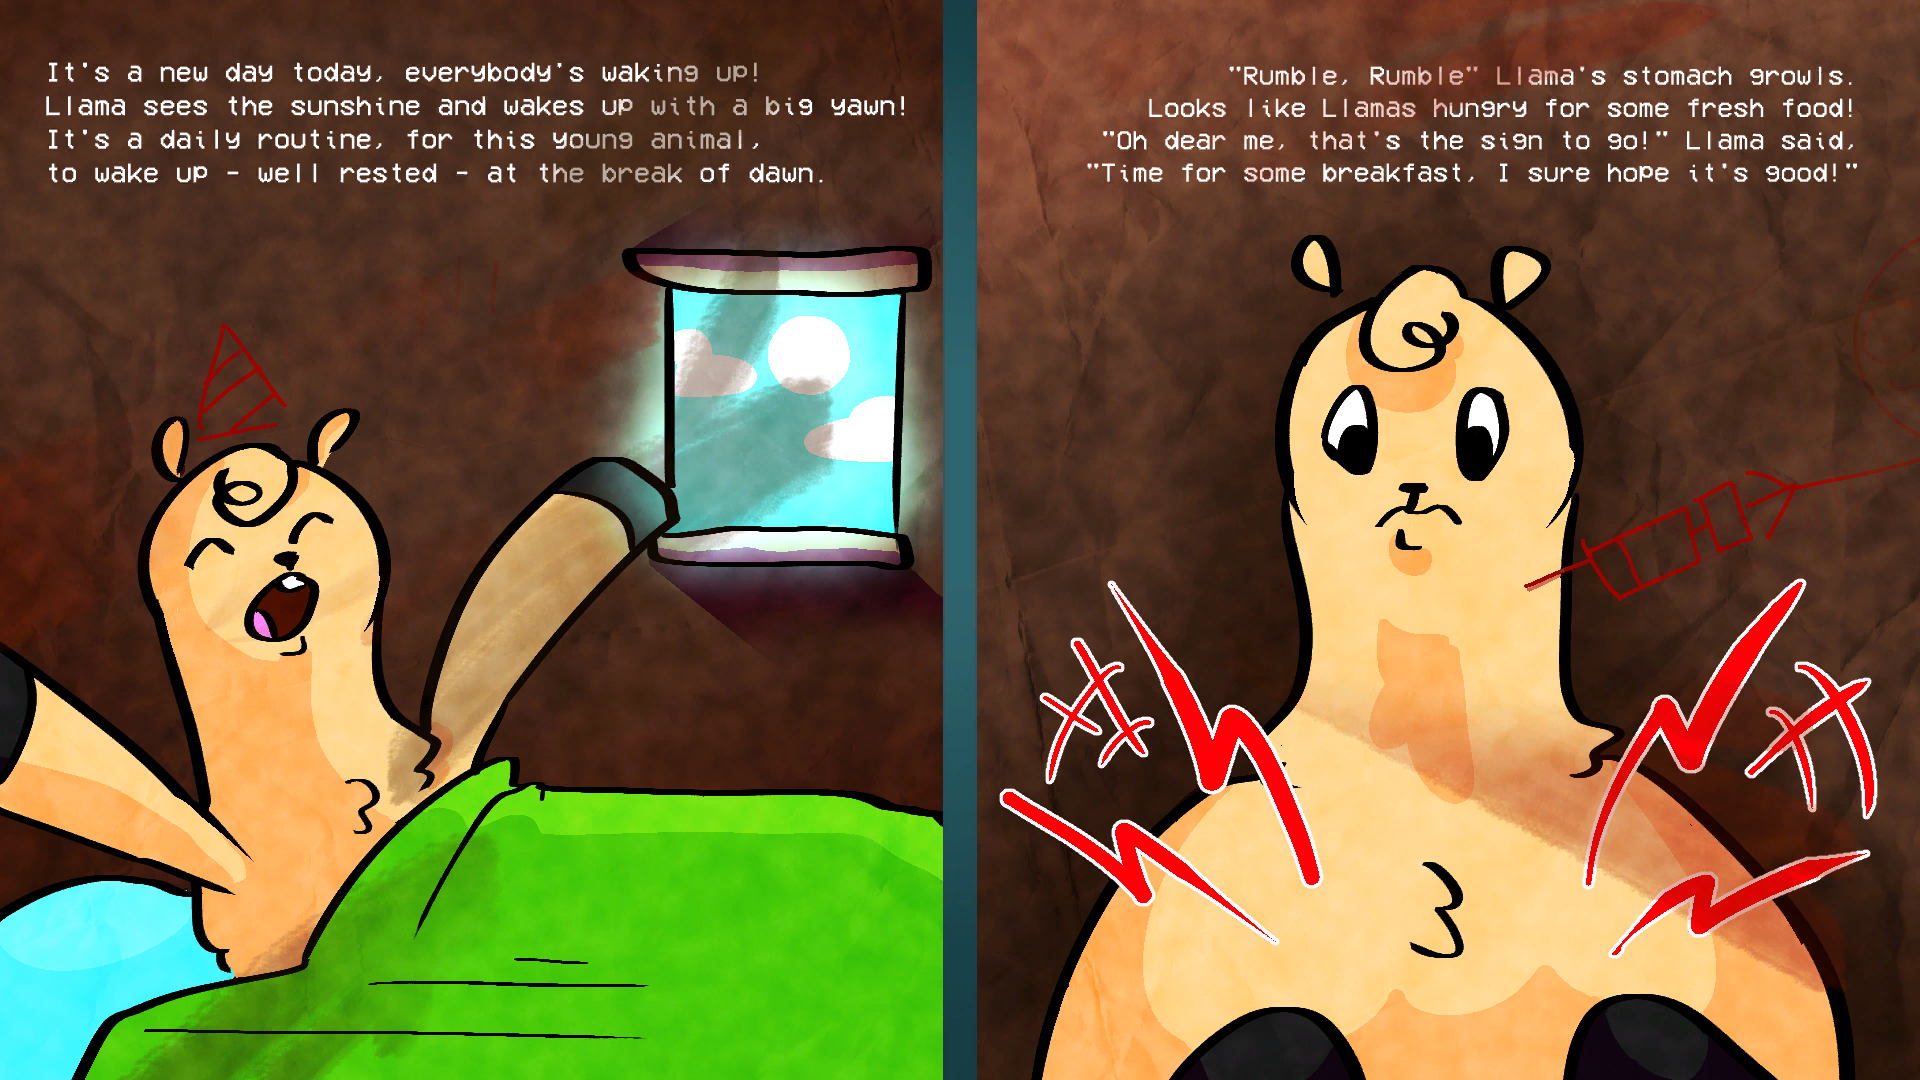 It's a new day today, everybody's waking up!
Llama sees the sunshine and wakes up with a big yawn!
It's a daily routine, for this young animal,
to wake up - well rested - at the break of dawn.
"Rumble, Rumble" Llama's stomach growls.
Looks like Llamas hungry for some fresh food!
"Oh dear me, that's the sign to go!" Llama said,
"Time for some breakfast, I sure hope it's good!"